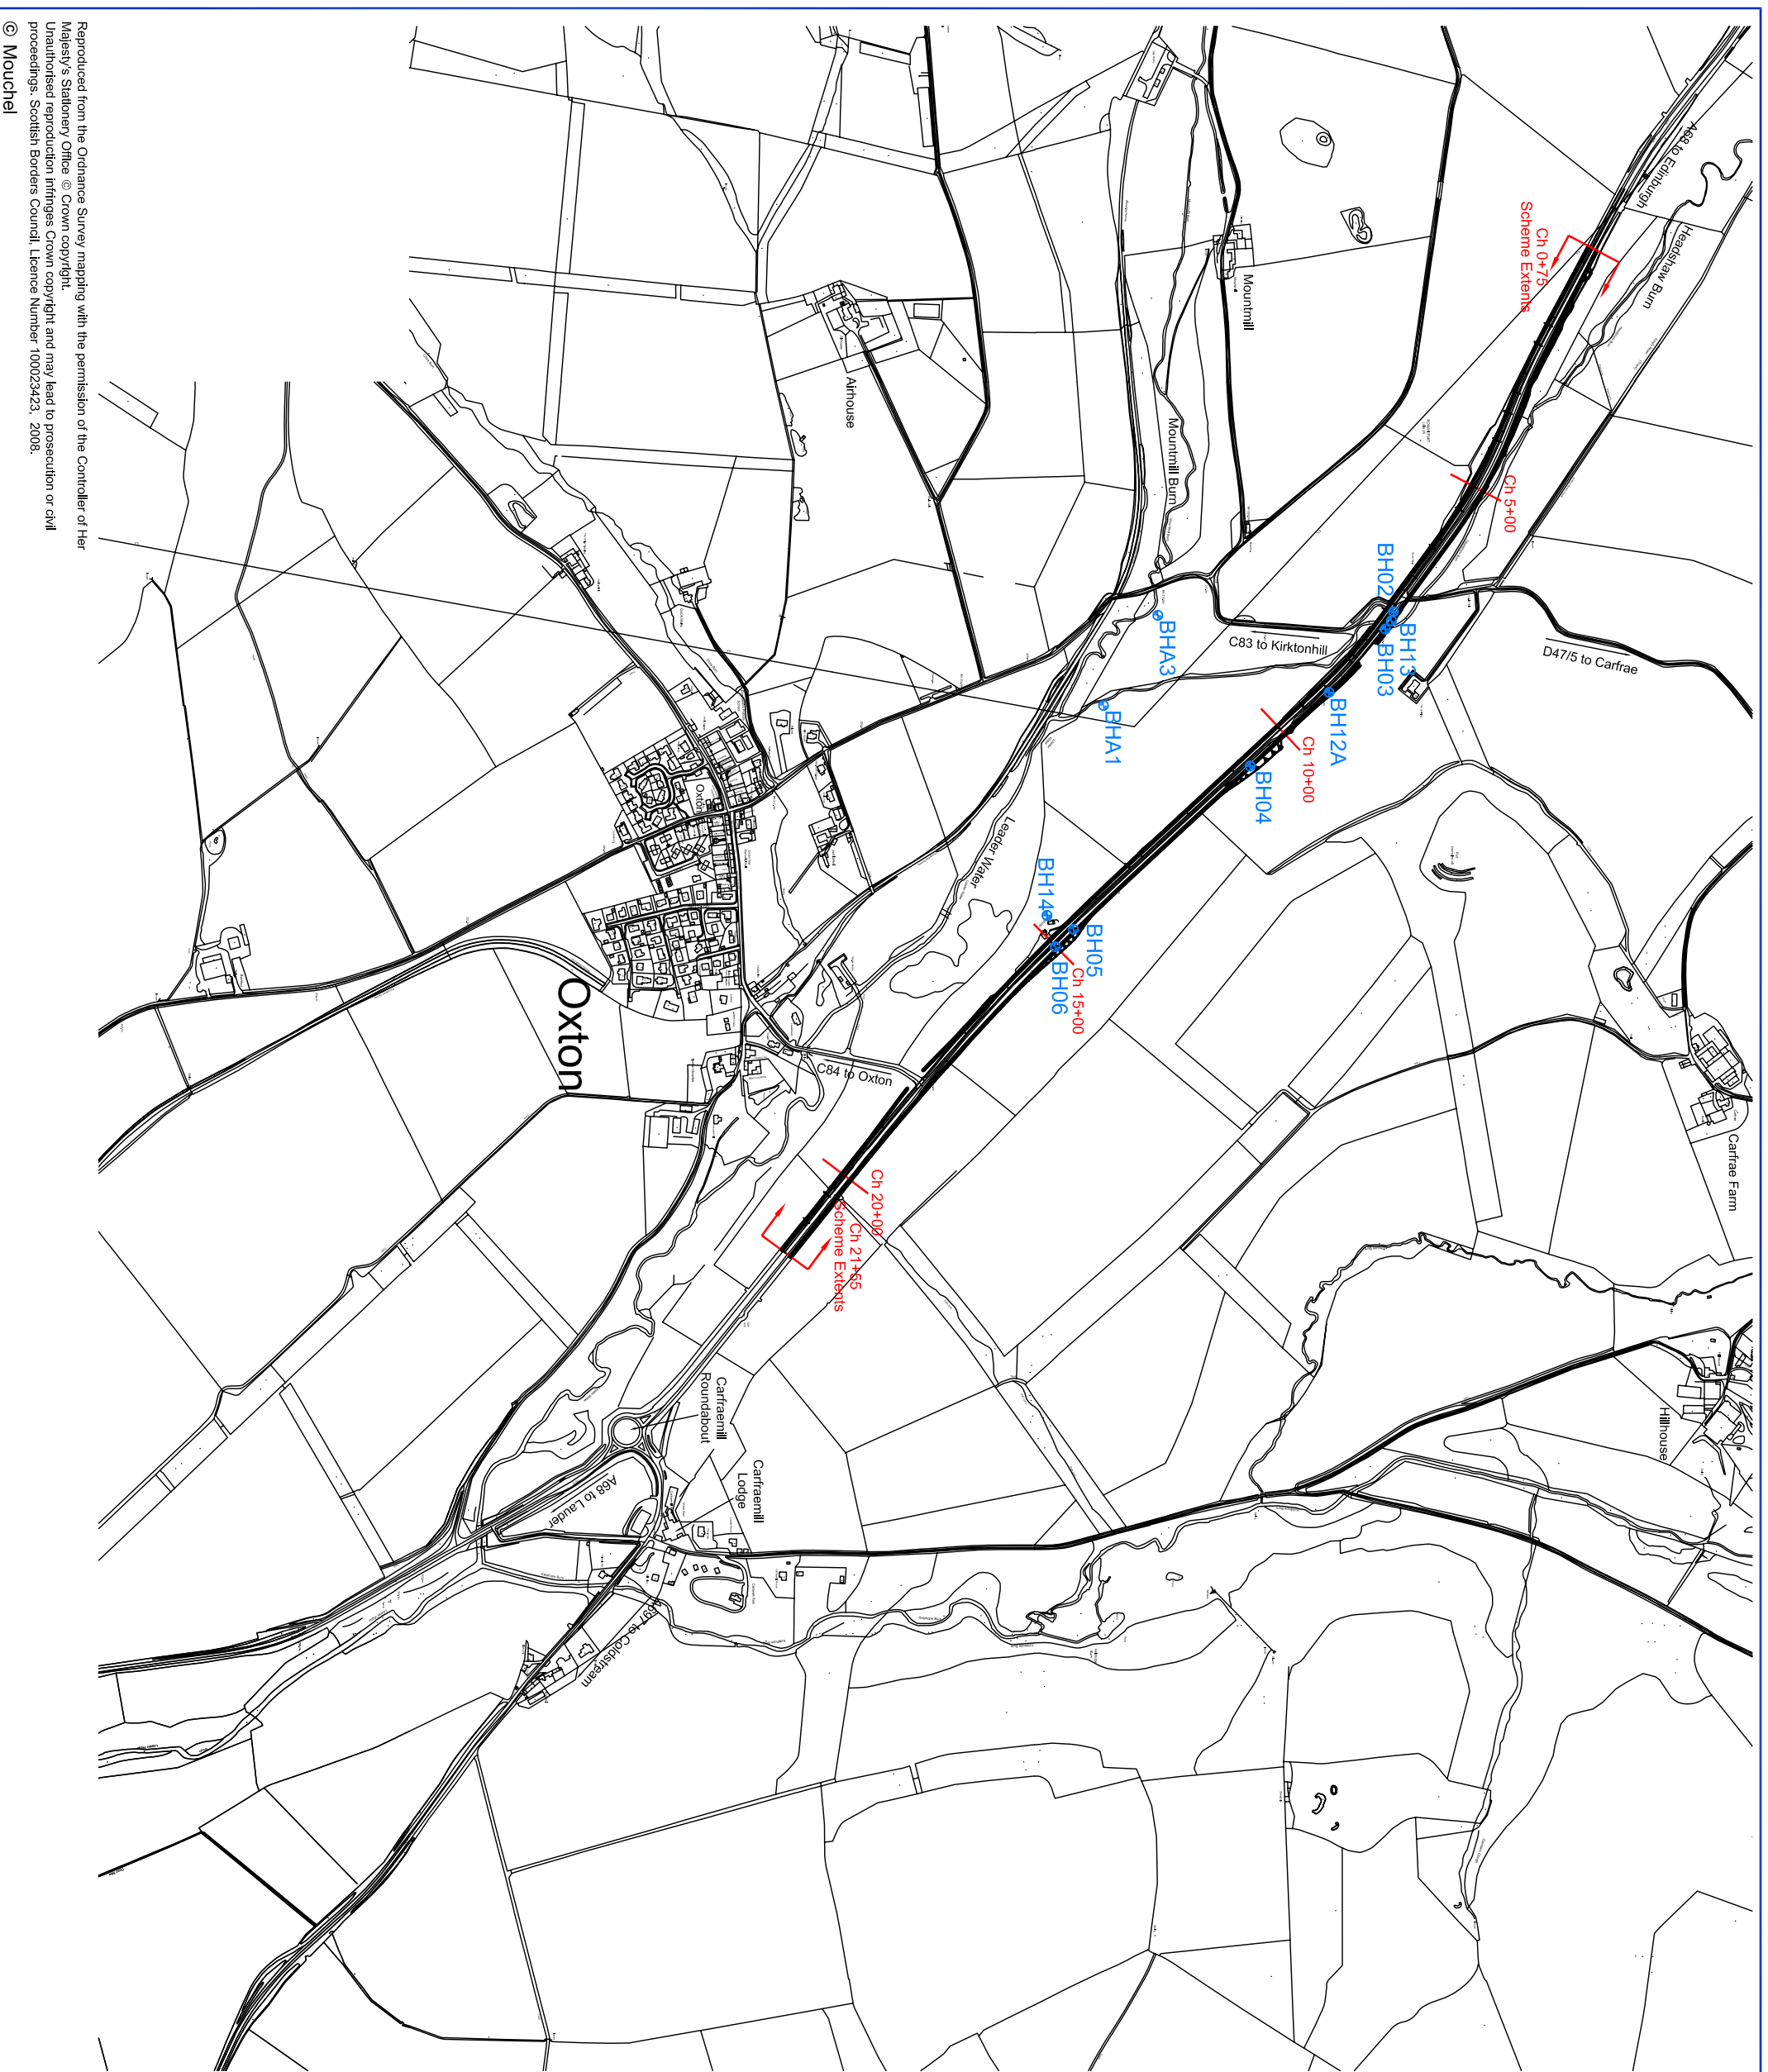 A68 to Edinburgh
Headshaw Burn
Ch 0+75
Scheme Extents
Mountmill
Mountmill Burn
Airhouse
Ch 5+00
BH02
BH13
BH03
BHA3
C83 to Kirktonhill
D47/5 to Carfrae
BHA1
BH12A
Ch 10+00
BH04
Leader Water
BH14
BH05
Ch 15+00
BH06
Oxton
Oxton
C84 to Oxton
Carfrae Farm
Ch 20+00
Ch 21+55
Scheme Extents
Hillhouse
Carfraemill
Roundabout
Carfraemill
Lodge
A68 to Lauder
A697 to Coldstream
Reproduced from the Ordnance Survey mapping with the permission of the Controller of Her
Majesty's Stationery Office © Crown copyright.
Unauthorised reproduction infringes Crown copyright and may lead to prosecution or civil
proceedings. Scottish Borders Council, Licence Number 100023423, 2008.
© Mouchel